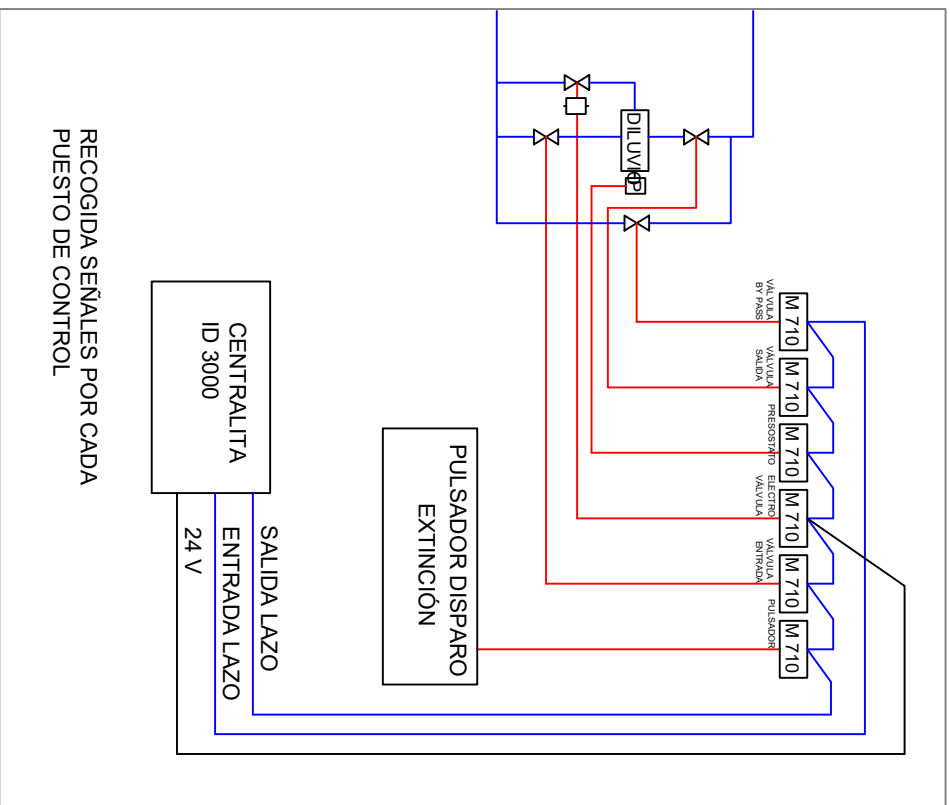 RECOGIDA SEÑALES POR CADA
PUESTO DE CONTROL
CENTRALITA
ID 3000
SALIDA LAZO
ENTRADA LAZO
24 V
PULSADOR DISPARO
EXTINCIÓN
DILUVIO
P
VÁLVULA
BY PASS
M 710
VÁLVULA
SALIDA
M 710
PRESOSTATO
M 710
ELECTRO
VÁLVULA
M 710
VÁLVULA
ENTRADA
M 710
PULSADOR
M 710